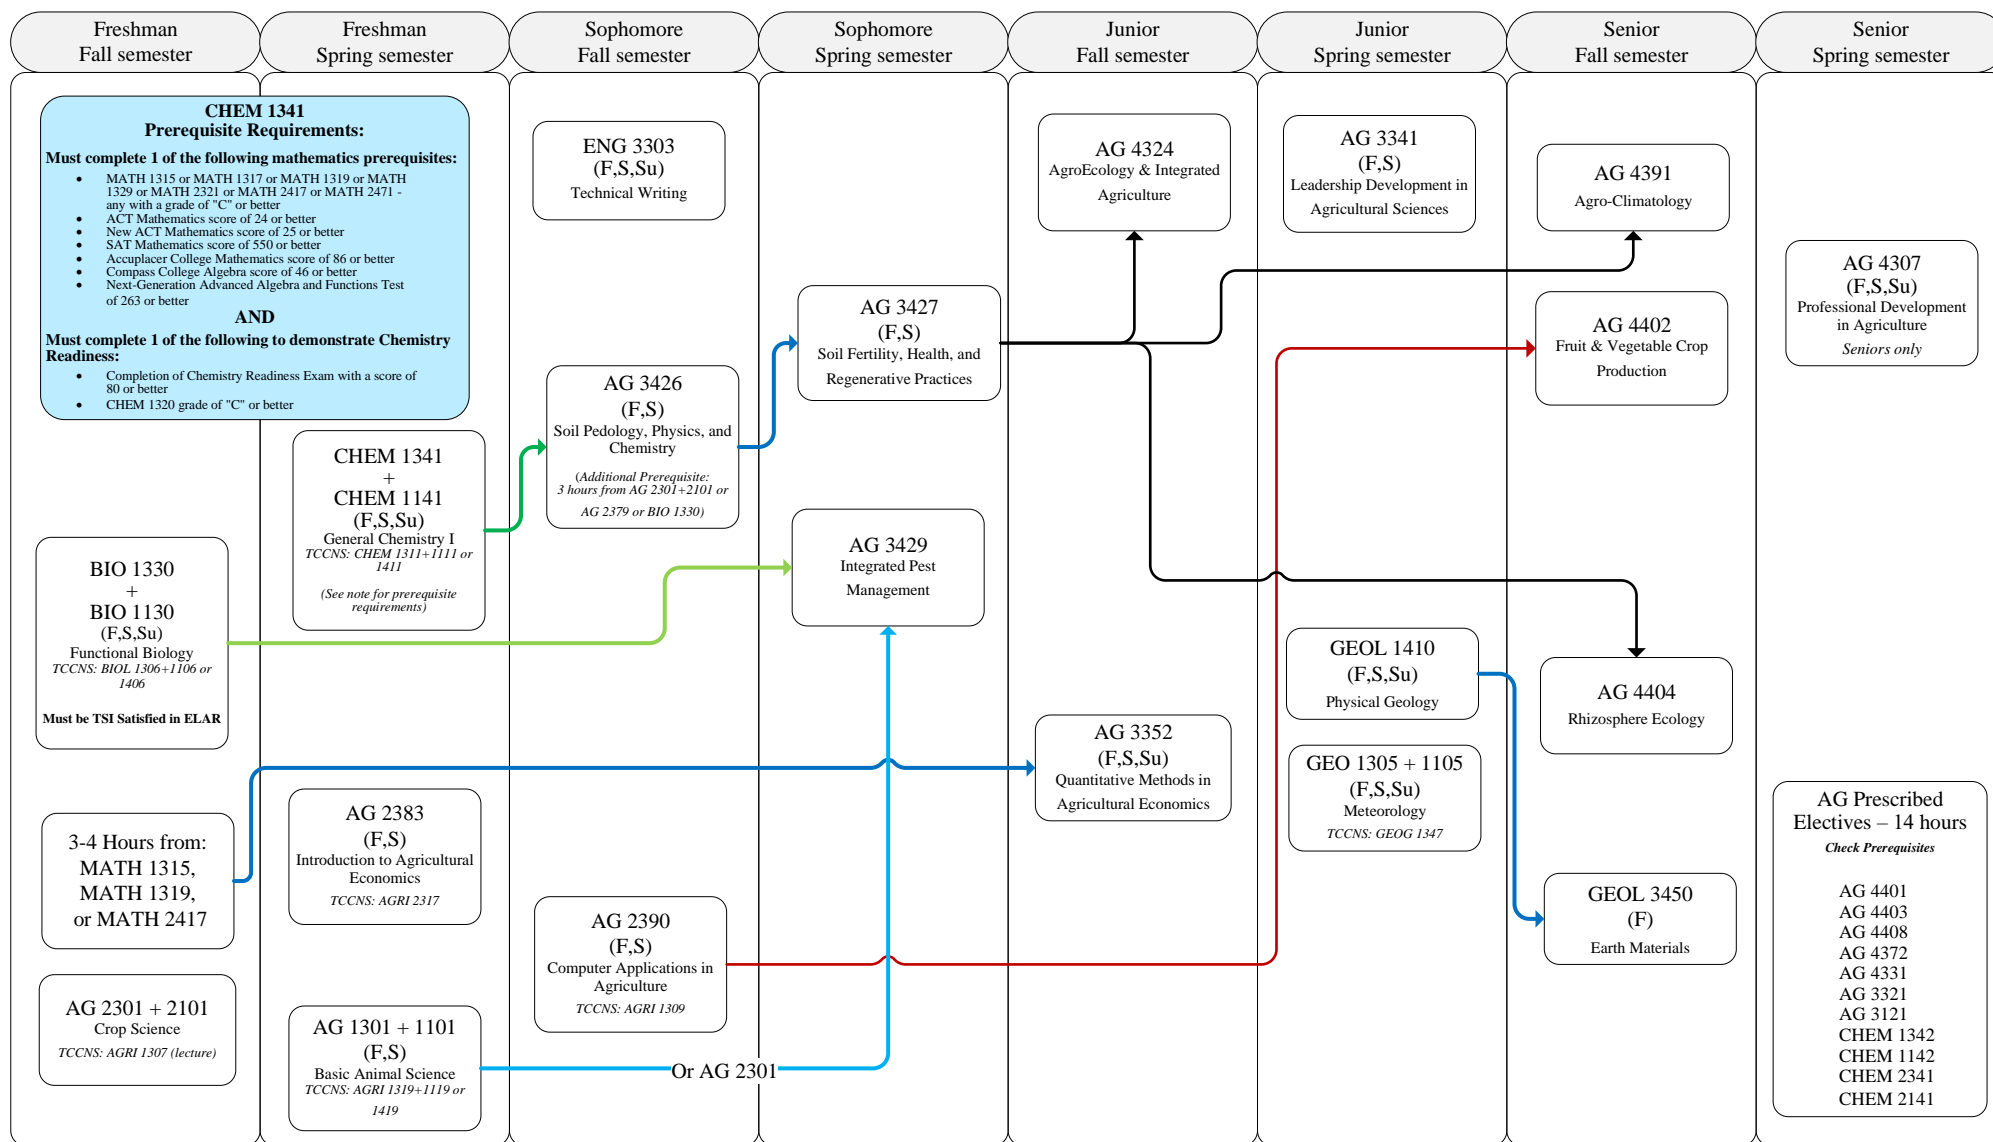 Freshman
Fall semester
Freshman
Spring semester
Sophomore
Fall semester
Sophomore
Spring semester
Junior
Fall semester
Junior
Spring semester
Senior
Fall semester
Senior
Spring semester
CHEM 1341
Prerequisite Requirements:
Must complete 1 of the following mathematics prerequisites:
• MATH 1315 or MATH 1317 or MATH 1319 or MATH
1329 or MATH 2321 or MATH 2417 or MATH 2471 -
any with a grade of "C" or better
• ACT Mathematics score of 24 or better
• New ACT Mathematics score of 25 or better
• SAT Mathematics score of 550 or better
• Accuplacer College Mathematics score of 86 or better
• Compass College Algebra score of 46 or better
• Next-Generation Advanced Algebra and Functions Test
of 263 or better
AND
Must complete 1 of the following to demonstrate Chemistry
Readiness:
• Completion of Chemistry Readiness Exam with a score of
80 or better
• CHEM 1320 grade of "C" or better
BIO 1330
+
BIO 1130
(F,S,Su)
Functional Biology
TCCNS: BIOL 1306+1106 or
1406
Must be TSI Satisfied in ELAR
3-4 Hours from:
MATH 1315,
MATH 1319,
or MATH 2417
AG 2301 + 2101
Crop Science
TCCNS: AGRI 1307 (lecture)
CHEM 1341
+
CHEM 1141
(F,S,Su)
General Chemistry I
TCCNS: CHEM 1311+1111 or
1411
(See note for prerequisite
requirements)
AG 2383
(F,S)
Introduction to Agricultural
Economics
TCCNS: AGRI 2317
AG 1301 + 1101
(F,S)
Basic Animal Science
TCCNS: AGRI 1319+1119 or
1419
ENG 3303
(F,S,Su)
Technical Writing
AG 3426
(F,S)
Soil Pedology, Physics, and
Chemistry
(Additional Prerequisite:
3 hours from AG 2301+2101 or
AG 2379 or BIO 1330)
AG 2390
(F,S)
Computer Applications in
Agriculture
TCCNS: AGRI 1309
Or AG 2301
AG 3427
(F,S)
Soil Fertility, Health, and
Regenerative Practices
AG 3429
Integrated Pest
Management
AG 4324
AgroEcology & Integrated
Agriculture
AG 3352
(F,S,Su)
Quantitative Methods in
Agricultural Economics
AG 3341
(F,S)
Leadership Development in
Agricultural Sciences
GEOL 1410
(F,S,Su)
Physical Geology
GEO 1305 + 1105
(F,S,Su)
Meteorology
TCCNS: GEOG 1347
AG 4391
Agro-Climatology
AG 4402
Fruit & Vegetable Crop
Production
AG 4404
Rhizosphere Ecology
GEOL 3450
(F)
Earth Materials
AG 4307
(F,S,Su)
Professional Development
in Agriculture
Seniors only
AG Prescribed
Electives – 14 hours
Check Prerequisites
AG 4401
AG 4403
AG 4408
AG 4372
AG 4331
AG 3321
AG 3121
CHEM 1342
CHEM 1142
CHEM 2341
CHEM 2141